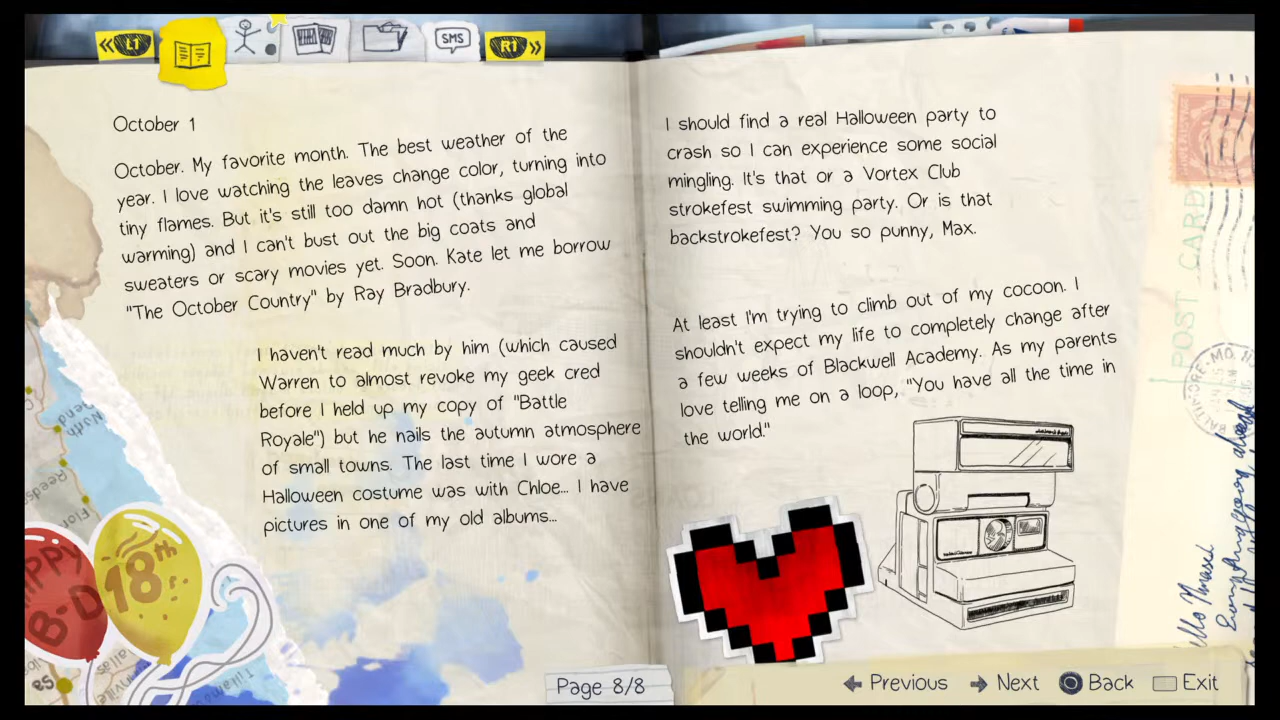 L1
SMS
R1
October 1
October. My favorite month. The best weather of the
year. I love watching the leaves change color, turning into
tiny flames. But it's still too damn hot (thanks global
warming) and I can't bust out the big coats and
sweaters or scary movies yet. Soon. Kate let me borrow
"The October Country" by Ray Bradbury.
I haven't read much by him (which caused
Warren to almost revoke my geek cred
before I held up my copy of "Battle
Royale") but he nails the autumn atmosphere
of small towns. The last time I wore a
Halloween costume was with Chloe... I have
pictures in one of my old albums...
I should find a real Halloween party to
crash so I can experience some social
mingling. It's that or a Vortex Club
strokefest swimming party. Or is that
backstrokefest? You so punny, Max.
At least I'm trying to climb out of my cocoon. I
shouldn't expect my life to completely change after
a few weeks of Blackwell Academy. As my parents
love telling me on a loop, "You have all the time in
the world."
POST CARD
North
Bend
18th
B-D
Page 8/8
Previous
Next
Back
Exit